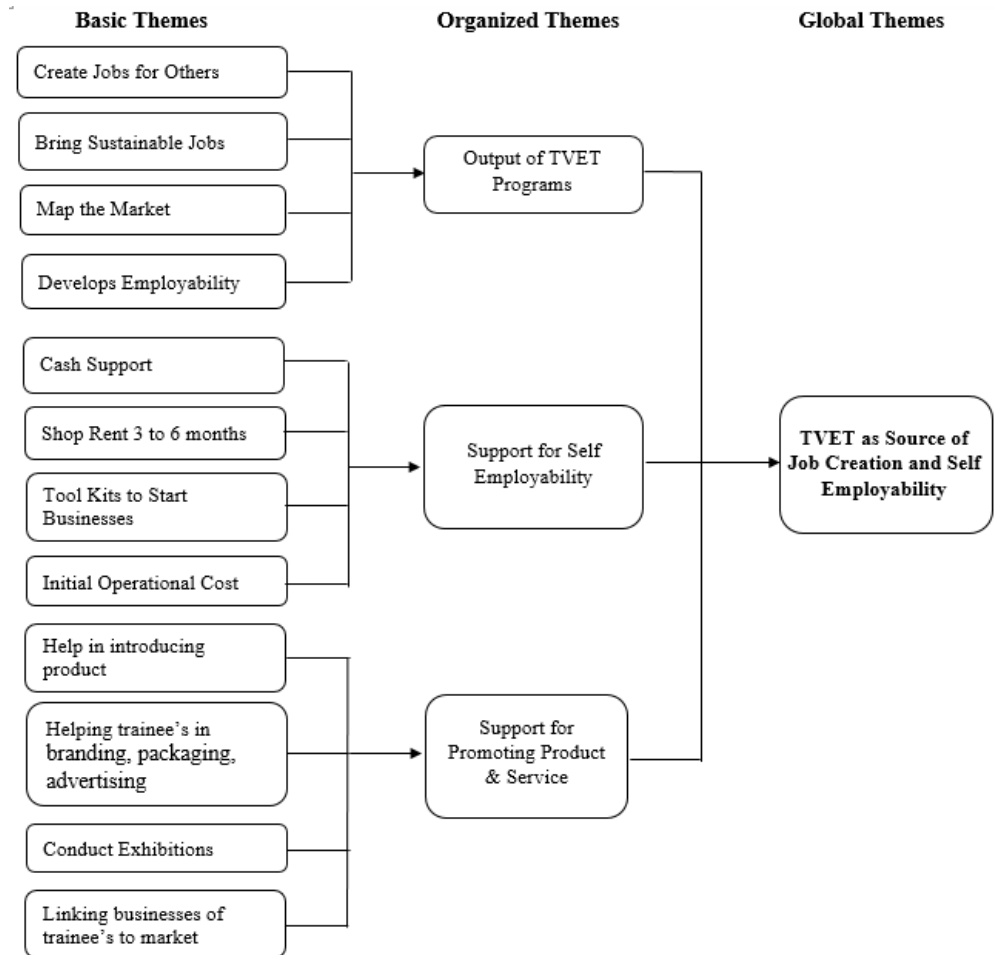 Basic Themes
Organized Themes
Global Themes
Create Jobs for Others
Bring Sustainable Jobs
Map the Market
Develops Employability
Output of TVET
Programs
Cash Support
Shop Rent 3 to 6 months
Tool Kits to Start
Businesses
Initial Operational Cost
Support for Self
Employability
TVET as Source of
Job Creation and Self
Employability
Help in introducing
product
Helping trainee's in
branding, packaging,
advertising
Conduct Exhibitions
Linking businesses of
trainee's to market
Support for
Promoting Product
& Service